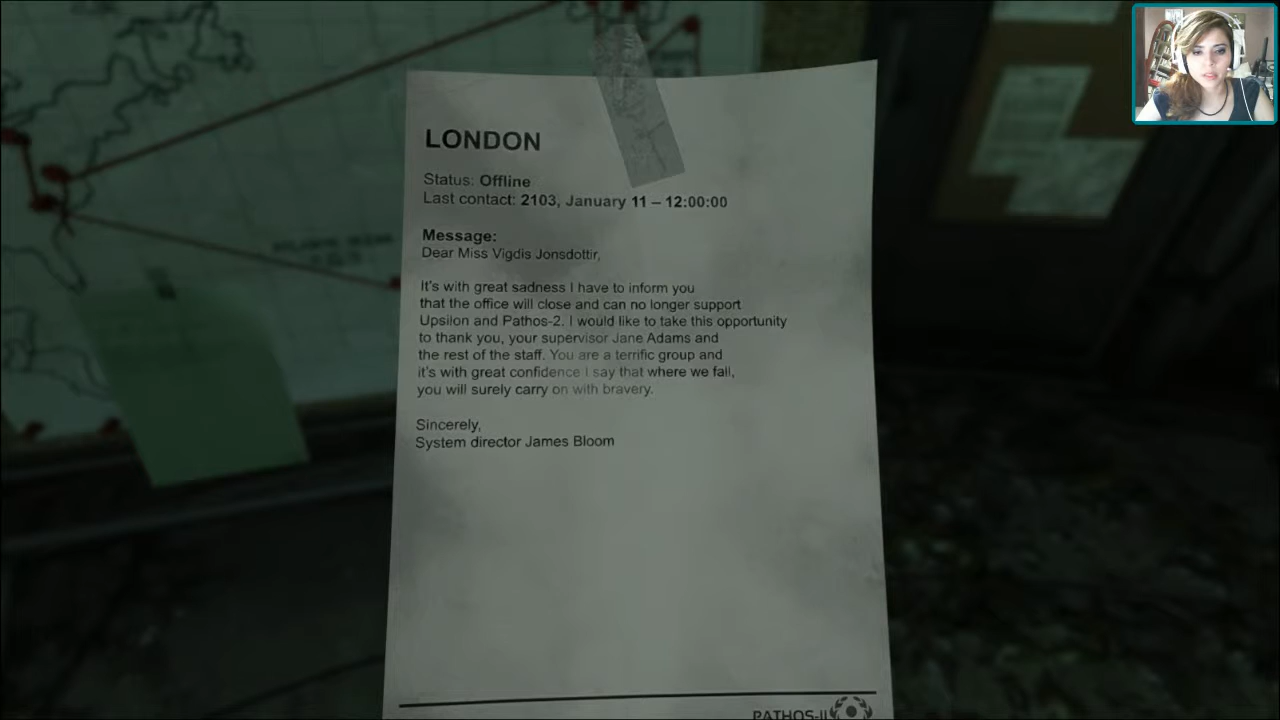 LONDON
Status: Offline
Last contact: 2103, January 11 – 12:00:00
Message:
Dear Miss Vigdis Jonsdottir,
It's with great sadness I have to inform you
that the office will close and can no longer support
Upsilon and Pathos-2. I would like to take this opportunity
to thank you, your supervisor Jane Adams and
the rest of the staff. You are a terrific group and
it's with great confidence I say that where we fall,
you will surely carry on with bravery.
Sincerely,
System director James Bloom
PATHOS-II